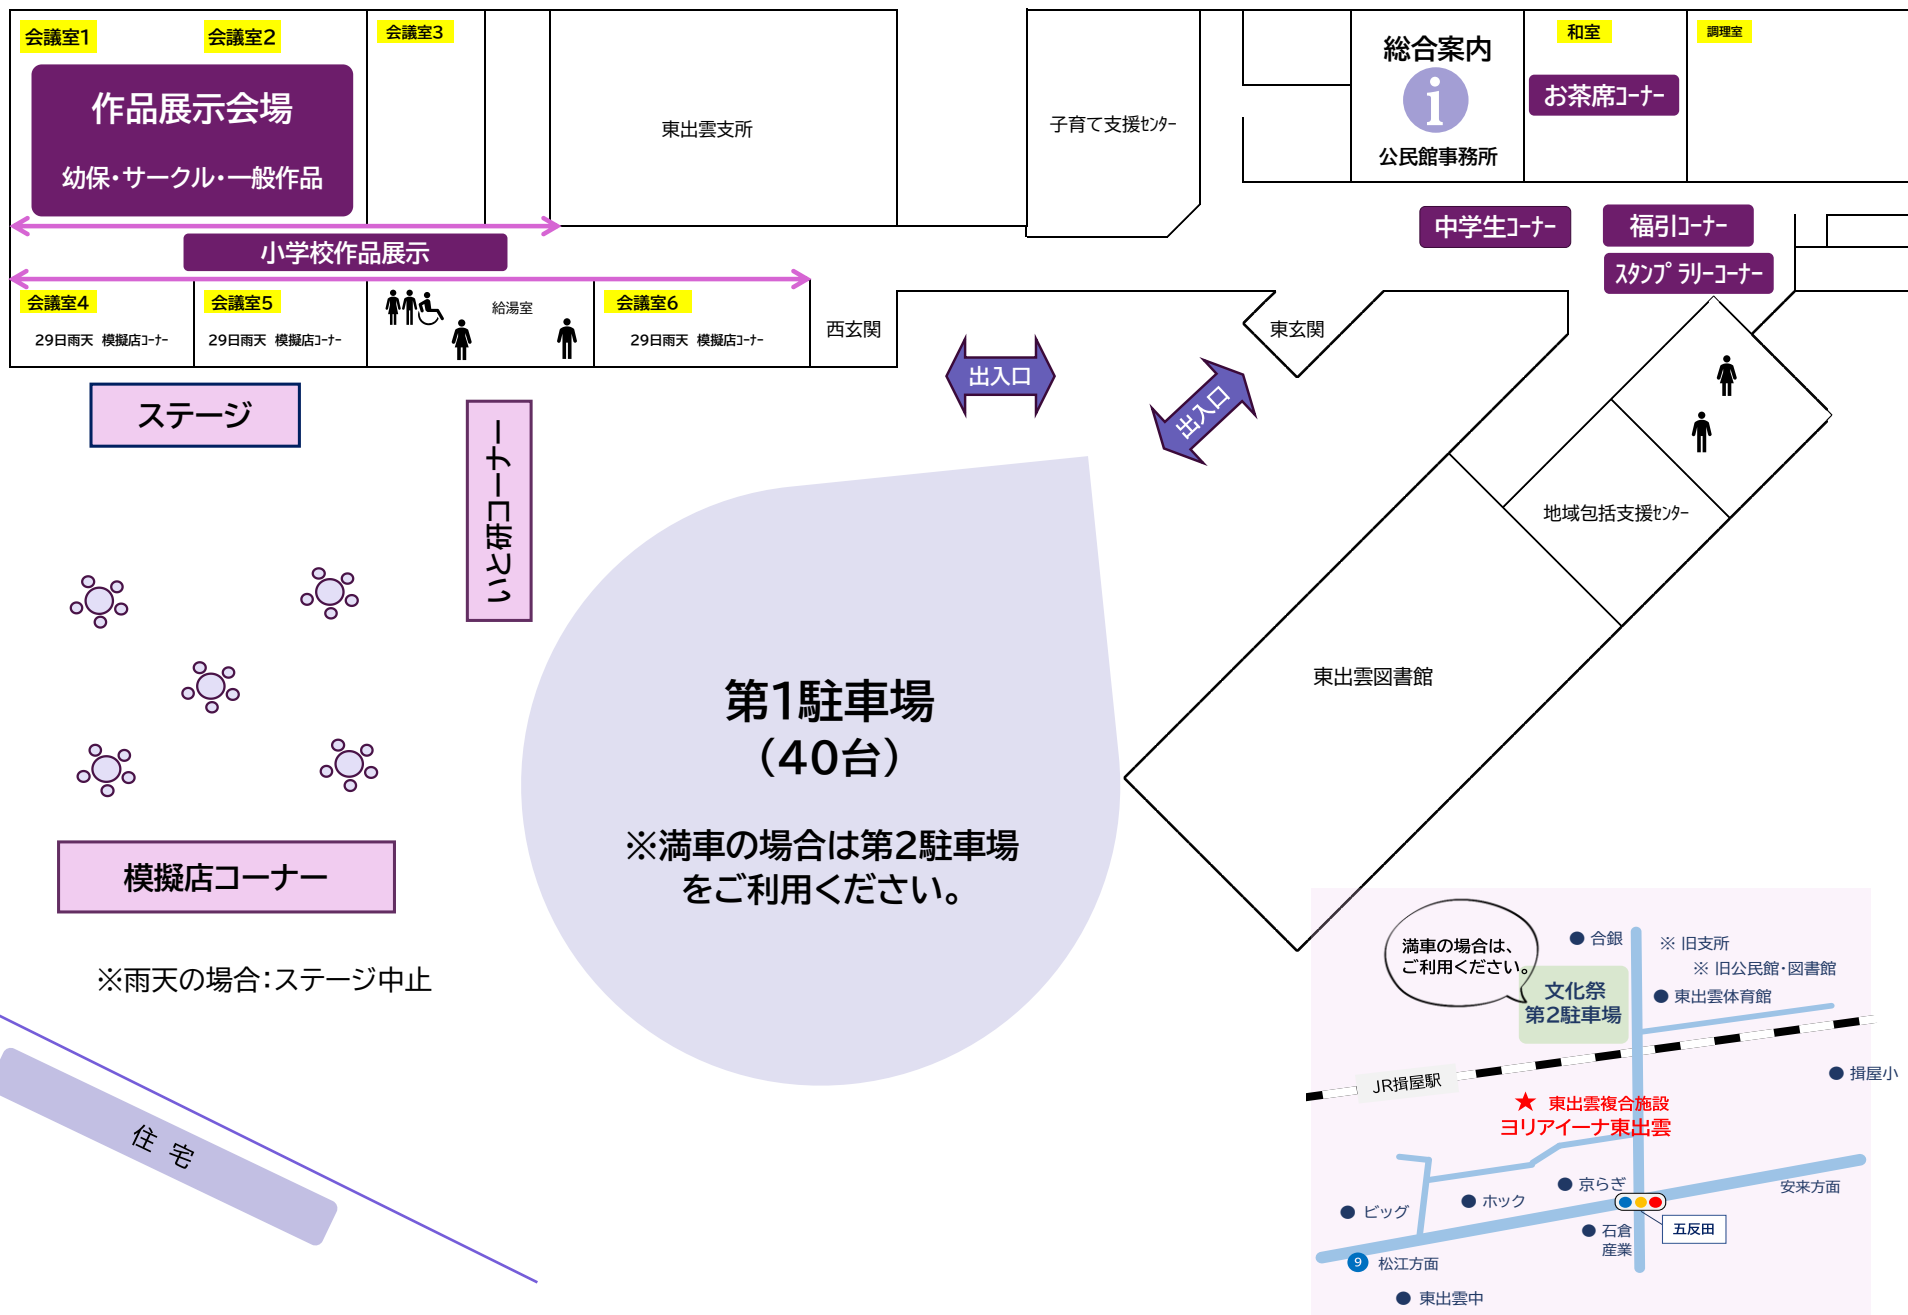 会議室1
会議室2
会議室3
作品展示会場
幼保・サークル・一般作品
東出雲支所
子育て支援ｾﾝﾀｰ
総合案内
i
公民館事務所
和室
お茶席ｺｰﾅｰ
調理室
小学校作品展示
中学生ｺｰﾅｰ
福引ｺｰﾅｰ
ｽﾀﾝﾌﾟﾗﾘｰｺｰﾅｰ
会議室4
29日雨天 模擬店ｺｰﾅｰ
会議室5
29日雨天 模擬店ｺｰﾅｰ
給湯室
会議室6
29日雨天 模擬店ｺｰﾅｰ
西玄関
東玄関
出入口
出入口
ステージ
いと研コーナー
地域包括支援ｾﾝﾀｰ
東出雲図書館
第1駐車場
（40台）
※満車の場合は第2駐車場
をご利用ください。
模擬店コーナー
※雨天の場合：ステージ中止
住 宅
満車の場合は、
ご利用ください。
合銀
※ 旧支所
※ 旧公民館・図書館
文化祭
第2駐車場
東出雲体育館
JR揖屋駅
揖屋小
★ 東出雲複合施設
ヨリアイーナ東出雲
京らぎ
安来方面
ホック
ビッグ
五反田
石倉
産業
9
松江方面
東出雲中